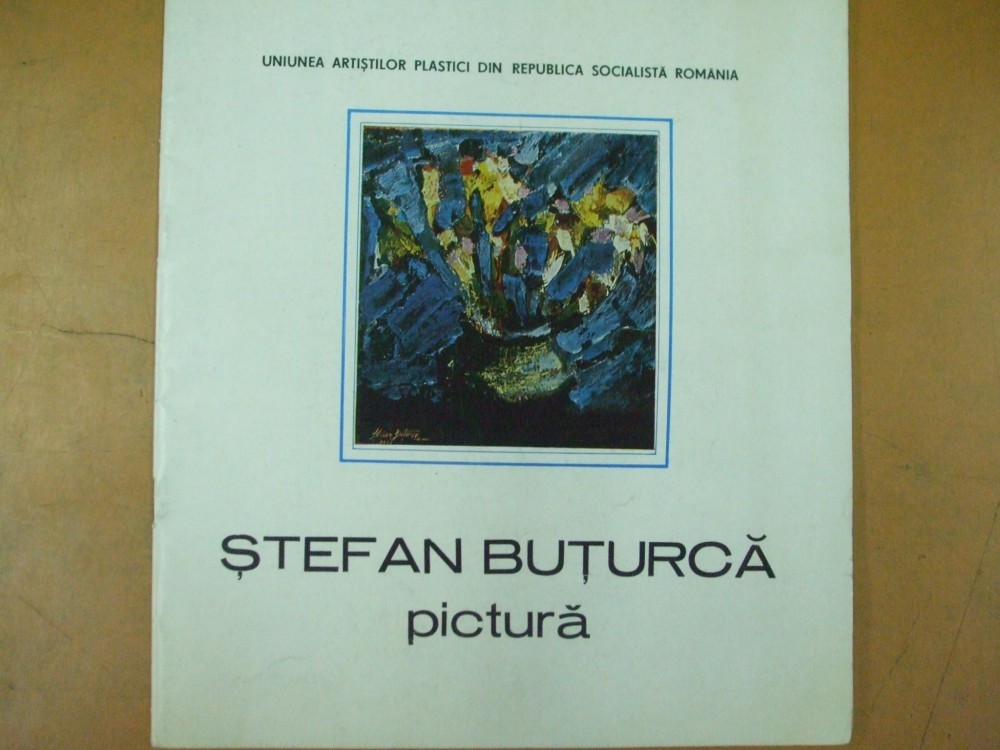 UNIUNEA ARTIȘTILOR PLASTICI DIN REPUBLICA SOCIALISTĂ ROMÂNIA
ȘTEFAN BUȚURCĂ
pictură